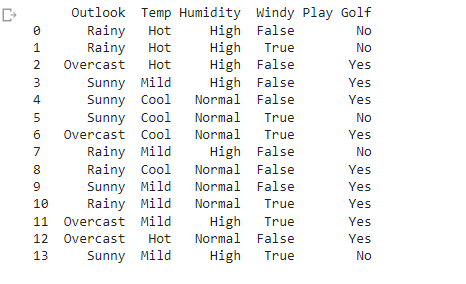 Outlook Temp Humidity Windy Play Golf
0 Rainy Hot High False No
1 Rainy Hot High True No
2 Overcast Hot High False Yes
3 Sunny Mild High False Yes
4 Sunny Cool Normal False Yes
5 Sunny Cool Normal True No
6 Overcast Cool Normal True Yes
7 Rainy Mild High False No
8 Rainy Cool Normal False Yes
9 Sunny Mild Normal False Yes
10 Rainy Mild Normal True Yes
11 Overcast Mild High True Yes
12 Overcast Hot Normal False Yes
13 Sunny Mild High True No